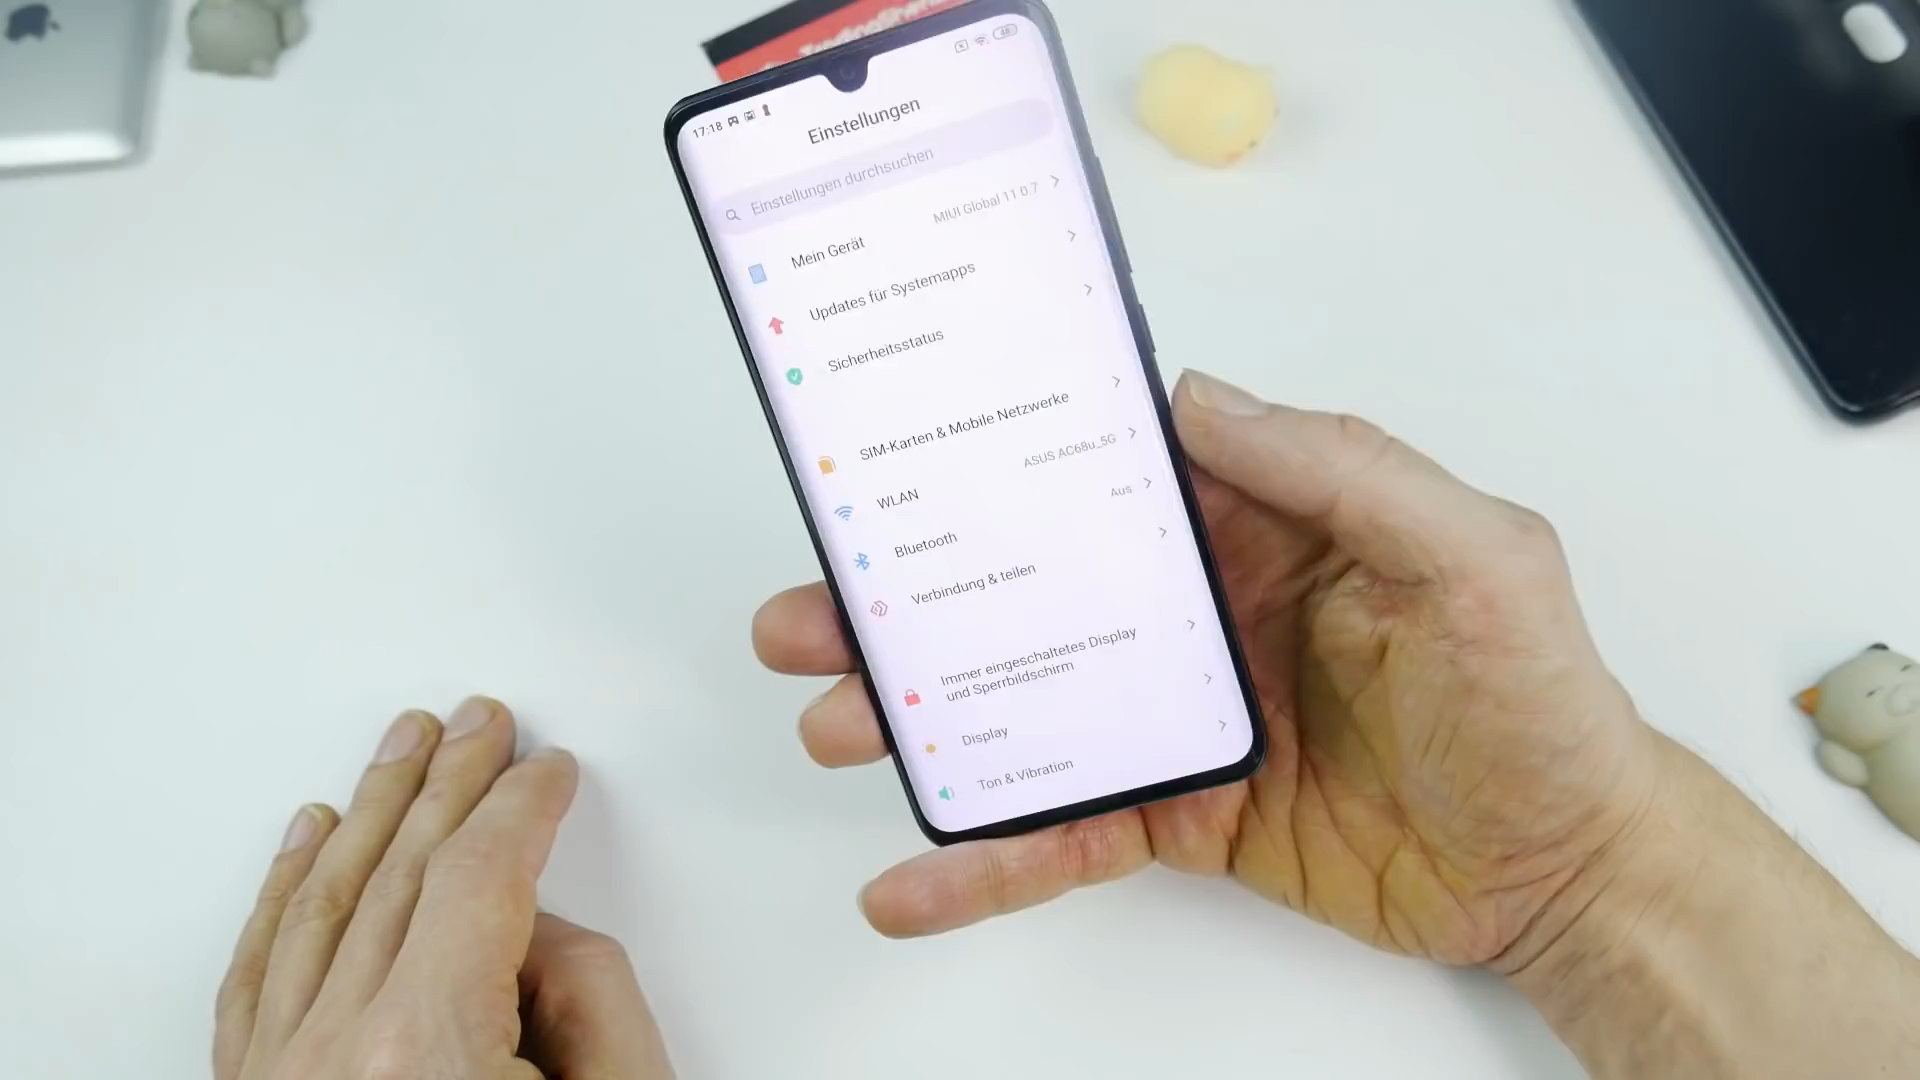 17:18
48
Einstellungen
Einstellungen durchsuchen
Mein Gerät
MIUI Global 11 0.7
Updates für Systemapps
Sicherheitsstatus
SIM-Karten & Mobile Netzwerke
WLAN
ASUS AC68u_5G
Bluetooth
Aus
Verbindung & teilen
Immer eingeschaltetes Display
und Sperrbildschirm
Display
Ton & Vibration